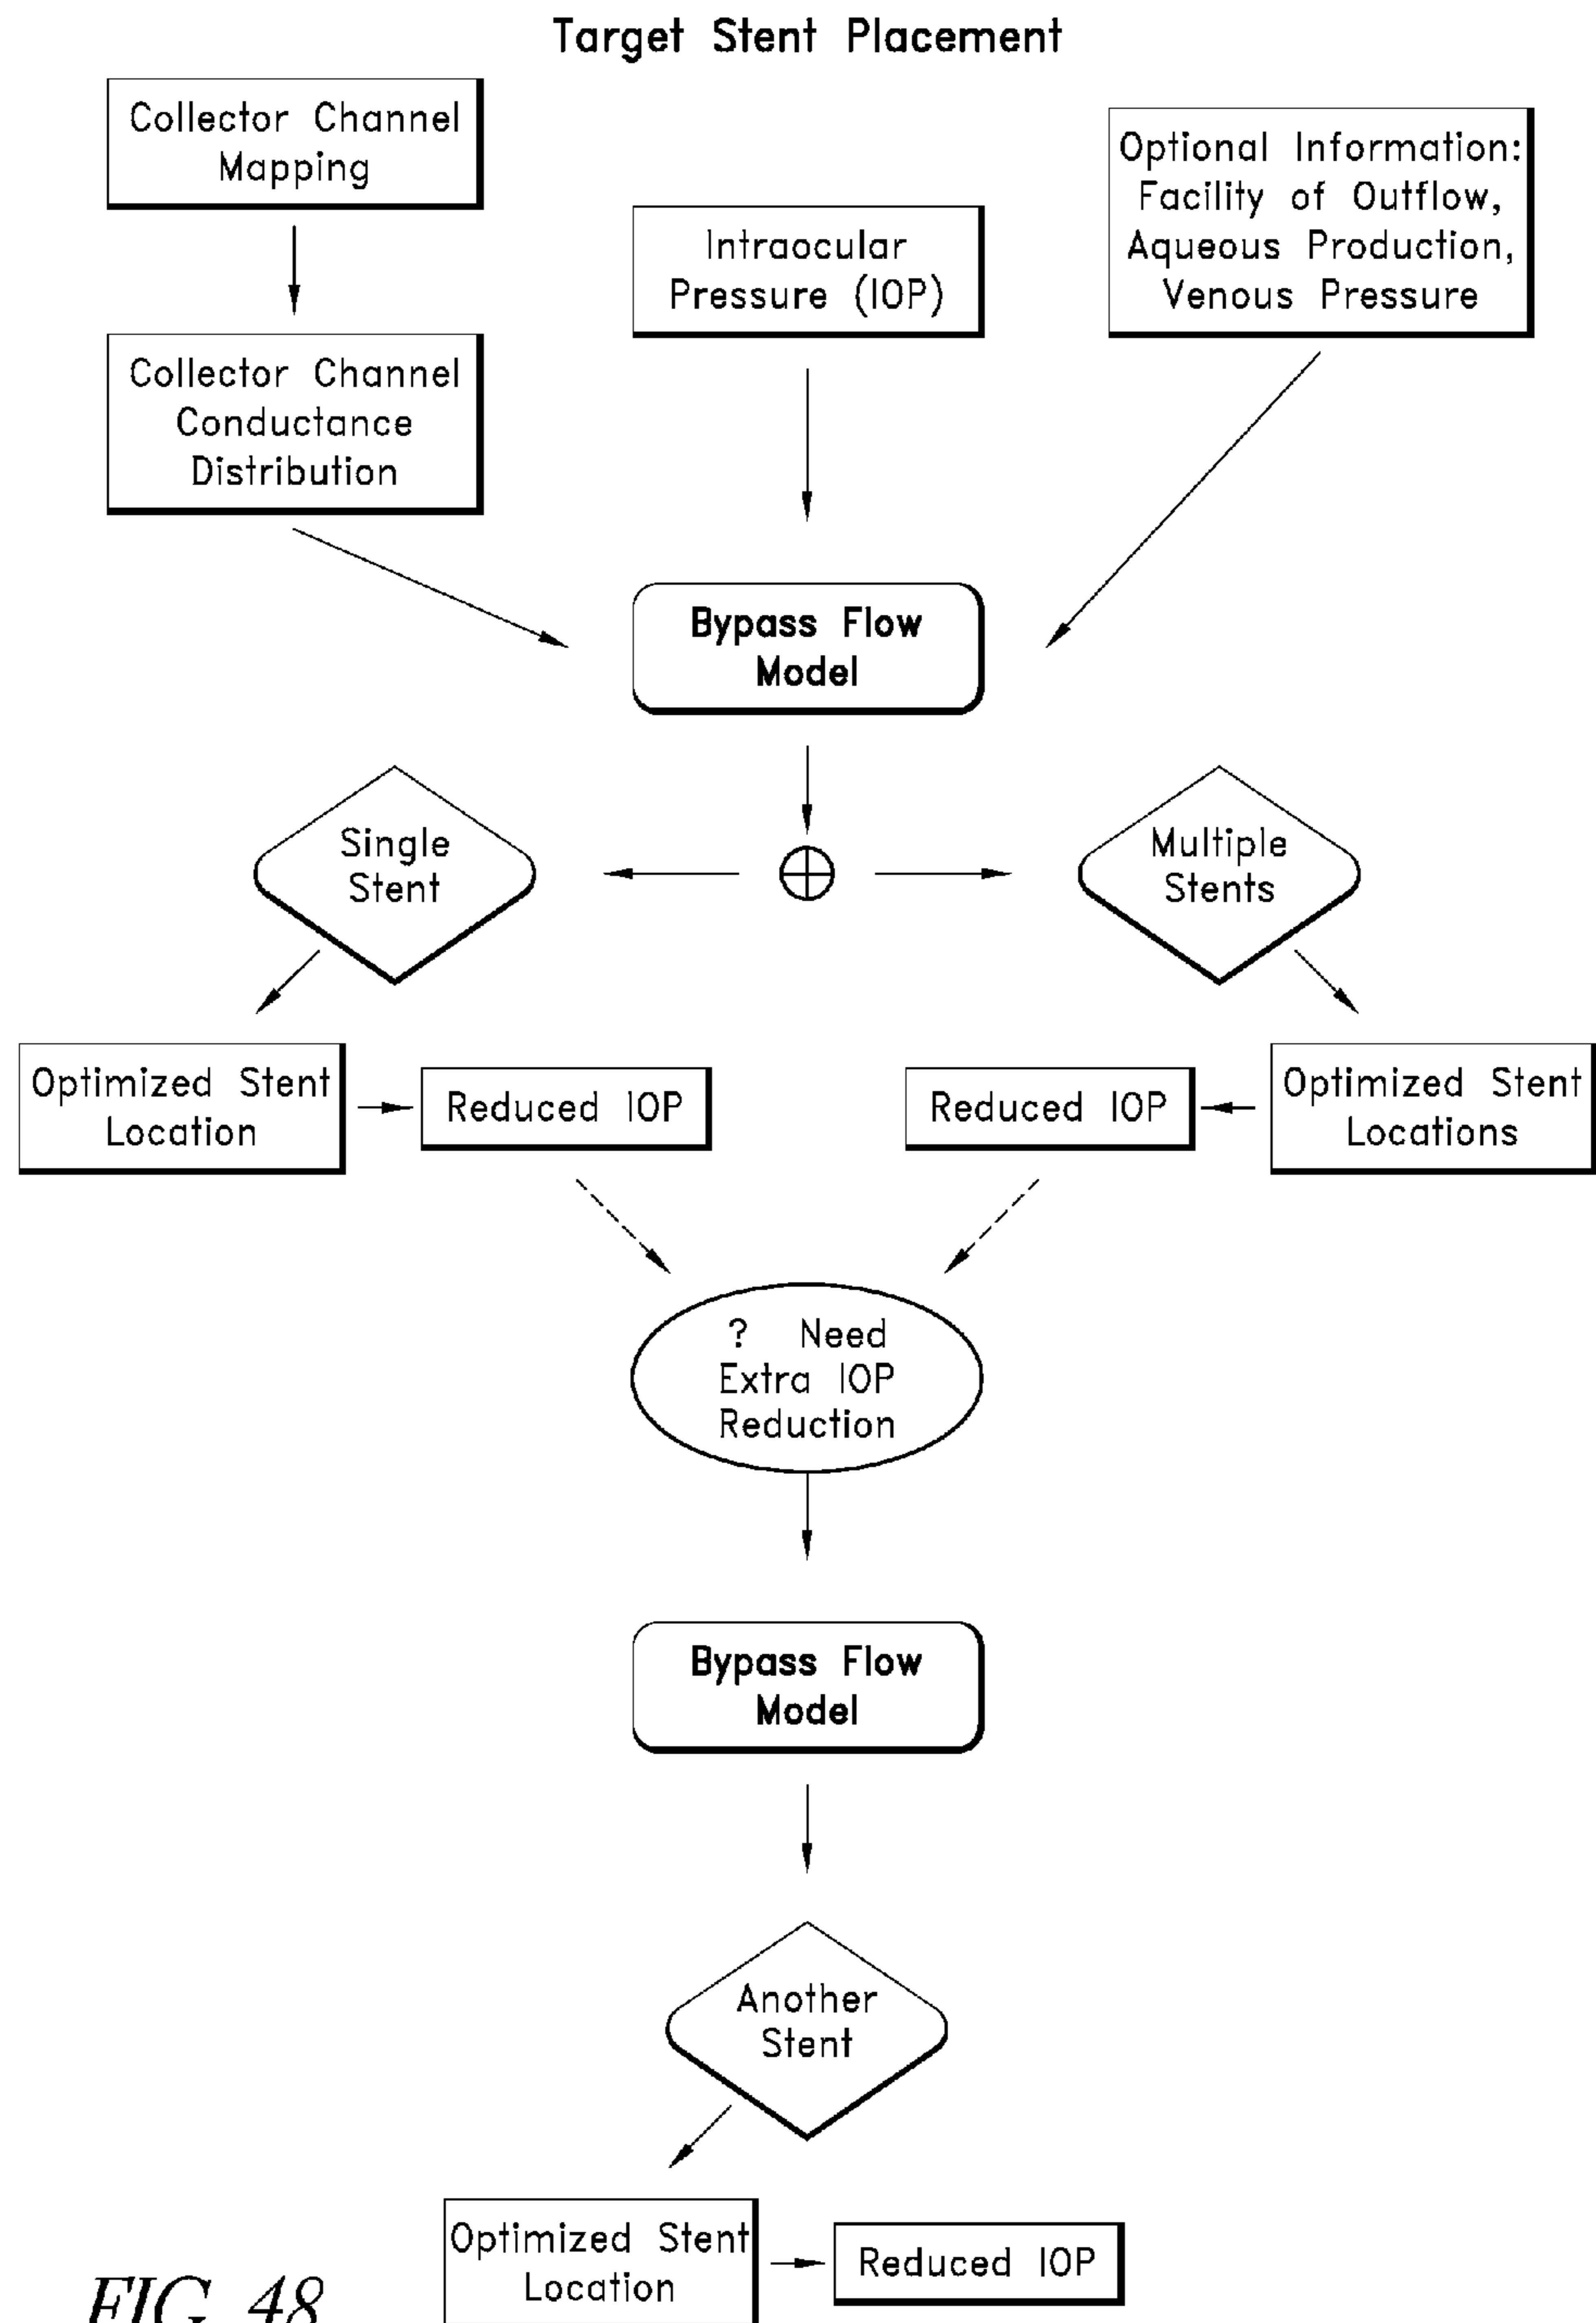 Target Stent Placement
Collector Channel
Mapping
Collector Channel
Conductance
Distribution
Intraocular
Pressure (IOP)
Optional Information:
Facility of Outflow,
Aqueous Production,
Venous Pressure
Bypass Flow
Model
Single
Stent
Multiple
Stents
Optimized Stent
Location
Reduced IOP
Reduced IOP
Optimized Stent
Locations
? Need
Extra IOP
Reduction
Bypass Flow
Model
Another
Stent
Optimized Stent
Location
Reduced IOP
FIG. 48